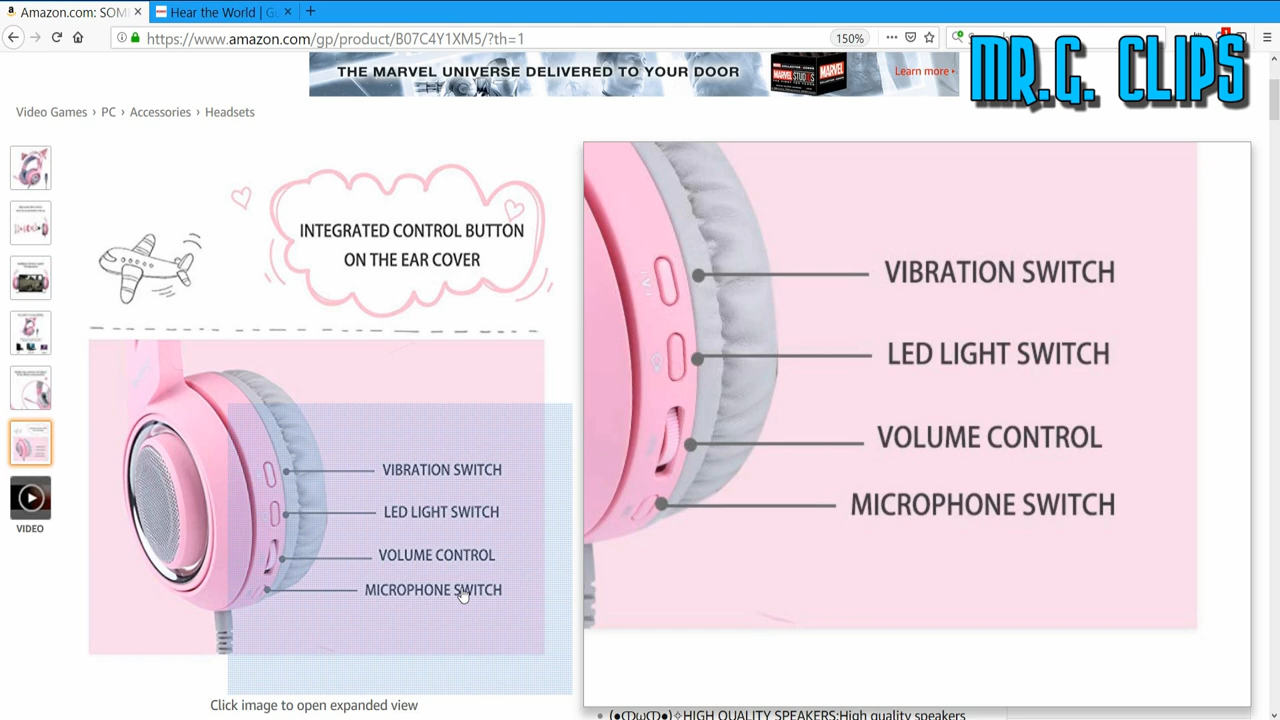 Amazon.com: SOM
Hear the World | G
https://www.amazon.com/gp/product/B07C4Y1XM5/?th=1
150%
MR.G. CLIPS
THE MARVEL UNIVERSE DELIVERED TO YOUR DOOR
MARVEL
Learn more
Video Games › PC › Accessories › Headsets
INTEGRATED CONTROL BUTTON
ON THE EAR COVER
VIBRATION SWITCH
LED LIGHT SWITCH
VOLUME CONTROL
MICROPHONE SWITCH
VIBRATION SWITCH
LED LIGHT SWITCH
VOLUME CONTROL
MICROPHONE SWITCH
VIDEO
Click image to open expanded view
HIGH QUALITY SPEAKERS:High quality speakers